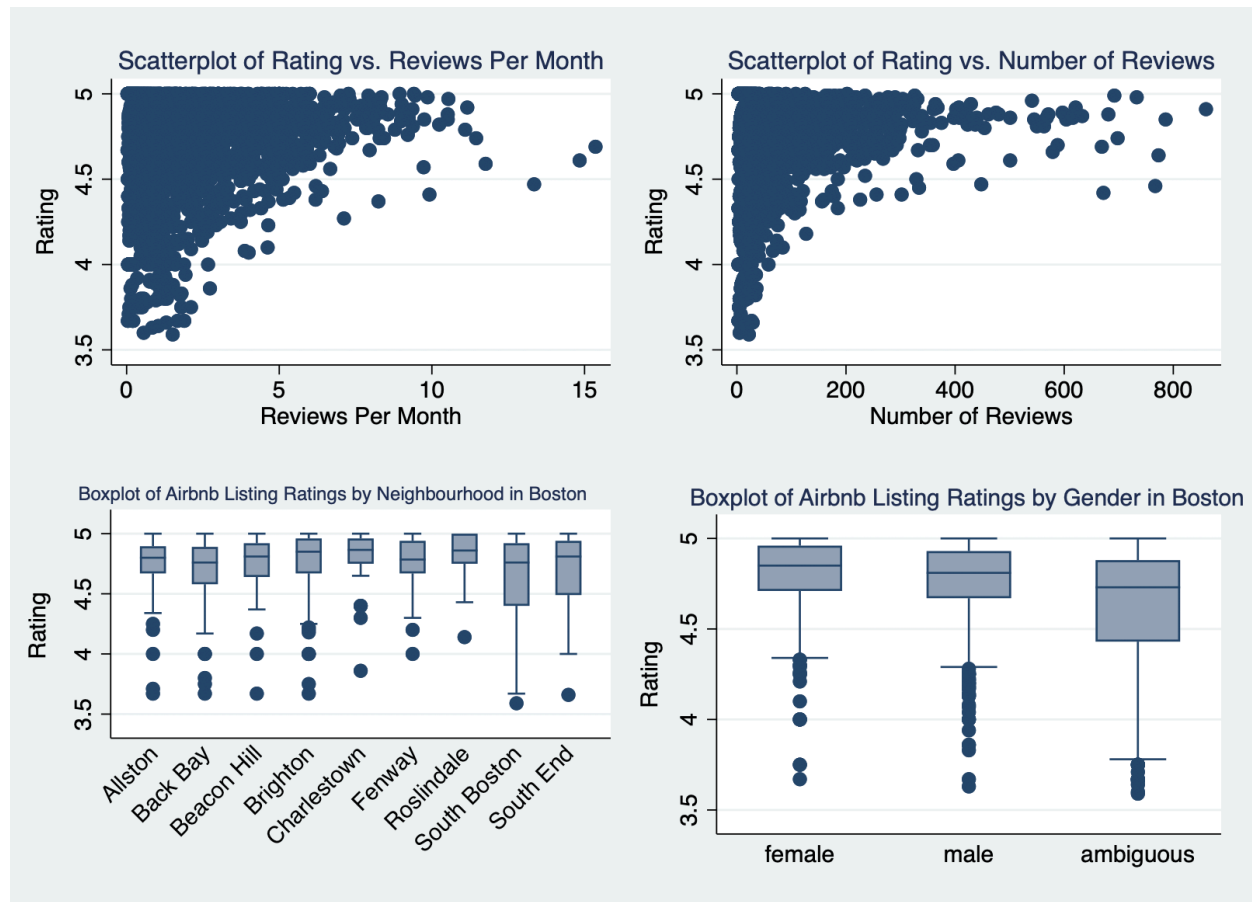 Scatterplot of Rating vs. Reviews Per Month
5
4.5
4
3.5
Rating
0 5 10 15
Reviews Per Month
Scatterplot of Rating vs. Number of Reviews
5
4.5
4
3.5
Rating
0 200 400 600 800
Number of Reviews
Boxplot of Airbnb Listing Ratings by Neighbourhood in Boston
5
4.5
4
3.5
Rating
Allston
Back Bay
Beacon Hill
Brighton
Charlestown
Fenway
Roslindale
South Boston
South End
Boxplot of Airbnb Listing Ratings by Gender in Boston
5
4.5
4
3.5
Rating
female male ambiguous